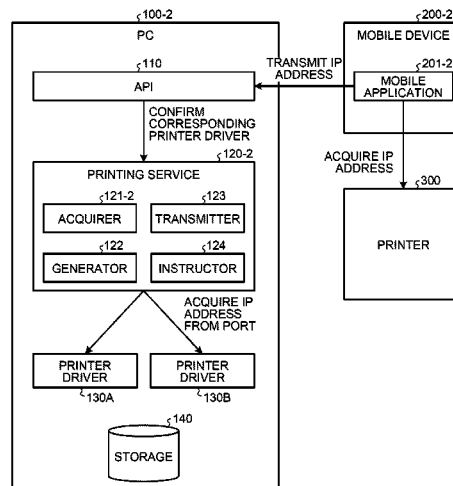 100-2
PC
200-2
MOBILE DEVICE
110
API
TRANSMIT IP
ADDRESS
201-2
MOBILE
APPLICATION
CONFIRM
CORRESPONDING
PRINTER DRIVER
120-2
PRINTING SERVICE
121-2
ACQUIRER
123
TRANSMITTER
122
GENERATOR
124
INSTRUCTOR
ACQUIRE IP
ADDRESS
300
PRINTER
ACQUIRE IP
ADDRESS
FROM PORT
PRINTER
DRIVER
130A
PRINTER
DRIVER
130B
140
STORAGE